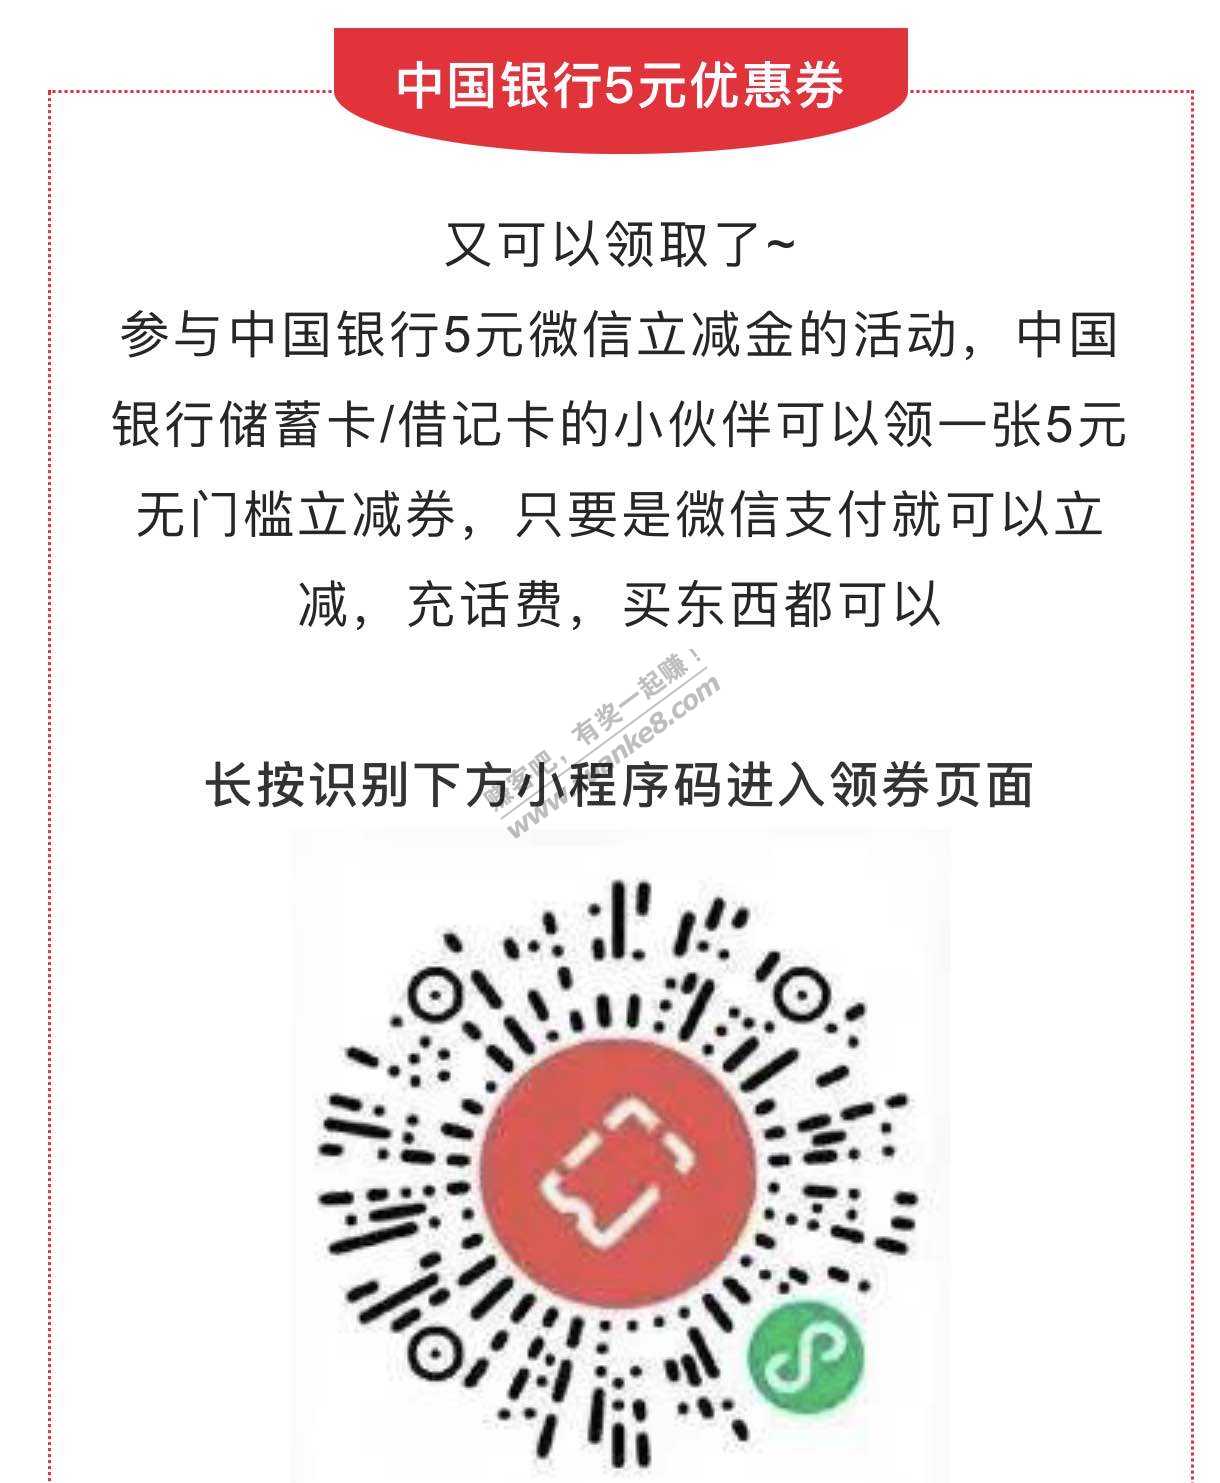 中国银行5元优惠券
又可以领取了~
参与中国银行5元微信立减金的活动，中国
银行储蓄卡/借记卡的小伙伴可以领一张5元
无门槛立减券，只要是微信支付就可以立
减，充话费，买东西都可以
赚客吧，有奖一起赚！
www.zuanke8.com
长按识别下方小程序码进入领券页面